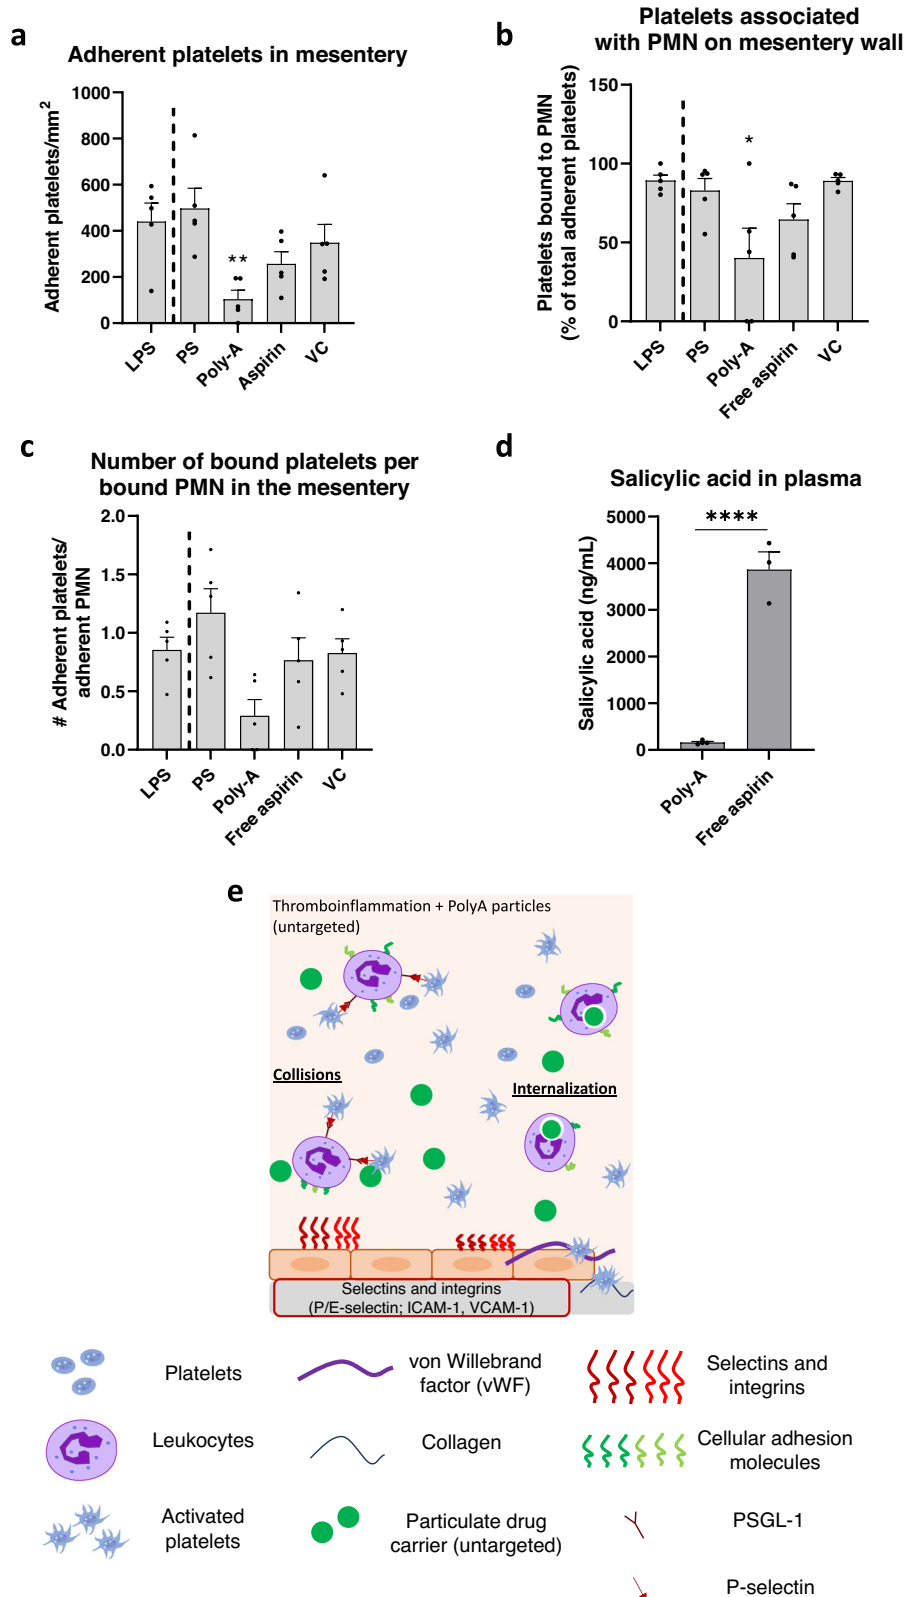 a
Adherent platelets in mesentery
Adherent platelets/mm2
1000
800
600
400
200
0
**
LPS
PS
Poly-A
Aspirin
VC
b
Platelets associated
with PMN on mesentery wall
Platelets bound to PMN
(% of total adherent platelets)
150
100
50
0
*
LPS
PS
Poly-A
Free aspirin
VC
c
Number of bound platelets per
bound PMN in the mesentery
# Adherent platelets/
adherent PMN
2.0
1.5
1.0
0.5
0.0
LPS
PS
Poly-A
Free aspirin
VC
d
Salicylic acid in plasma
Salicylic acid (ng/mL)
5000
4000
3000
2000
1000
0
****
Poly-A
Free aspirin
e
Thromboinflammation + PolyA particles
(untargeted)
Collisions
Internalization
Selectins and integrins
(P/E-selectin; ICAM-1, VCAM-1)
Platelets
von Willebrand
factor (vWF)
Selectins and
integrins
Leukocytes
Collagen
Cellular adhesion
molecules
Activated
platelets
Particulate drug
carrier (untargeted)
PSGL-1
P-selectin